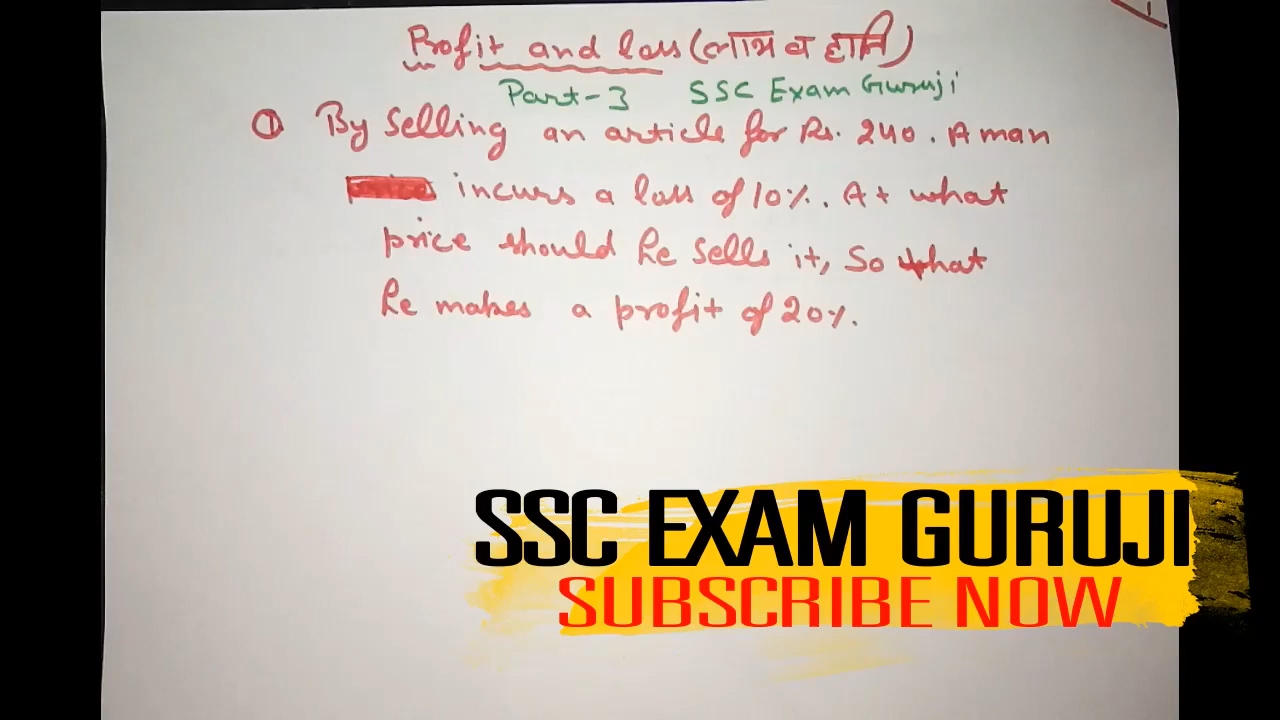 Profit and loss (लाभ व हानि)
Part-3 SSC Exam Guruji
① By selling an article for Rs. 240. A man
incurs a loss of 10%. At what
price should he sells it, So that
he makes a profit of 20%.
SSC EXAM GURUJI
SUBSCRIBE NOW